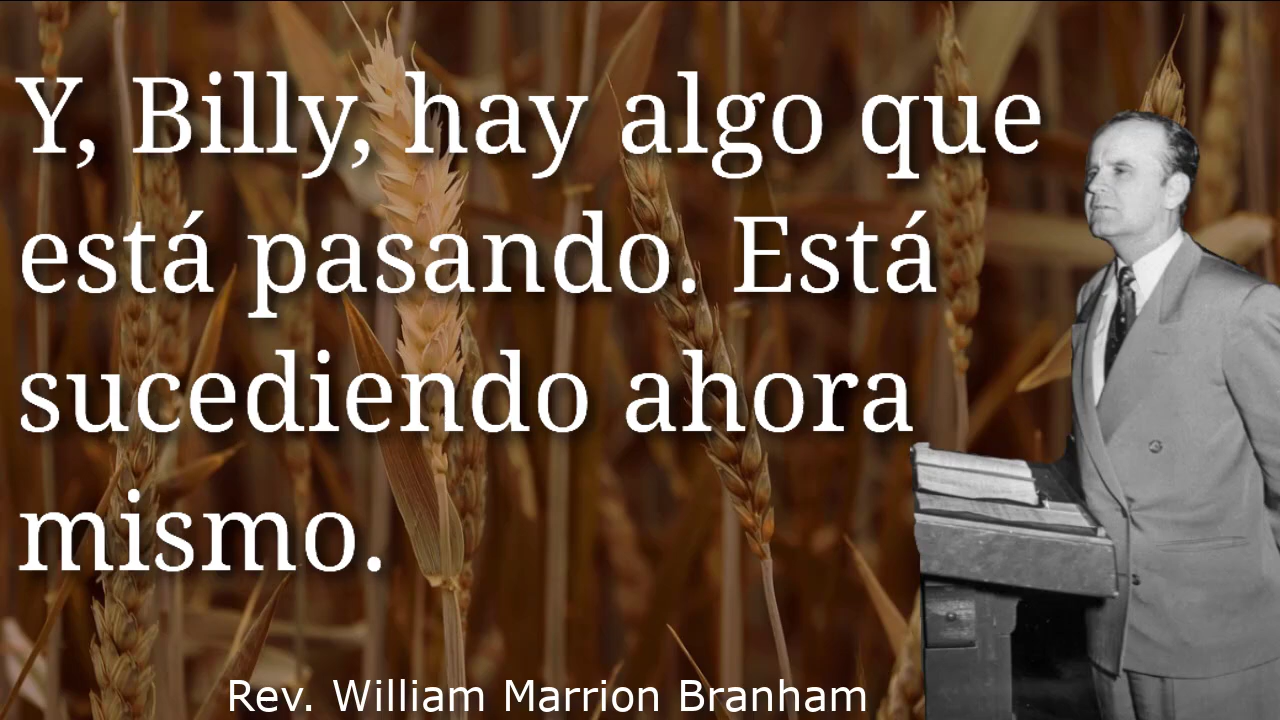 Y, Billy, hay algo que
está pasando. Está
sucediendo ahora
mismo.
Rev. William Marrion Branham